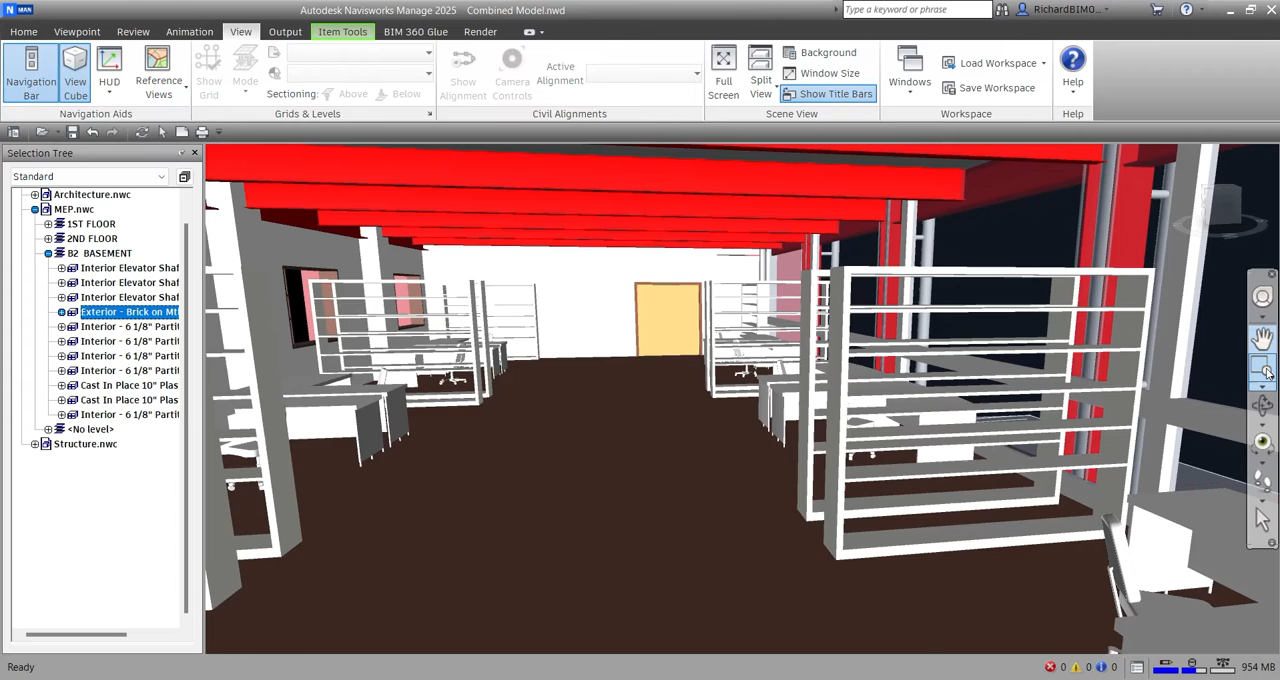 MAN
Autodesk Navisworks Manage 2025 Combined Model.nwd
Type a keyword or phrase
RichardBIMO...
Home Viewpoint Review Animation View Output Item Tools BIM 360 Glue Render
Navigation Bar
View Cube
HUD
Reference Views
Navigation Aids
Show Grid
Mode
Sectioning: Above Below
Grids & Levels
Show Alignment
Camera Controls
Active Alignment
Civil Alignments
Full Screen
Split View
Background
Window Size
Show Title Bars
Scene View
Windows
Load Workspace
Save Workspace
Workspace
Help
Help
Selection Tree
Standard
Architecture.nwc
MEP.nwc
1ST FLOOR
2ND FLOOR
B2 BASEMENT
Interior Elevator Shaf
Interior Elevator Shaf
Interior Elevator Shaf
Exterior - Brick on Mtl
Interior - 6 1/8" Partit
Interior - 6 1/8" Partit
Interior - 6 1/8" Partit
Interior - 6 1/8" Partit
Cast In Place 10" Plas
Cast In Place 10" Plas
Interior - 6 1/8" Partit
<No level>
Structure.nwc
Ready
0 0 0
954 MB